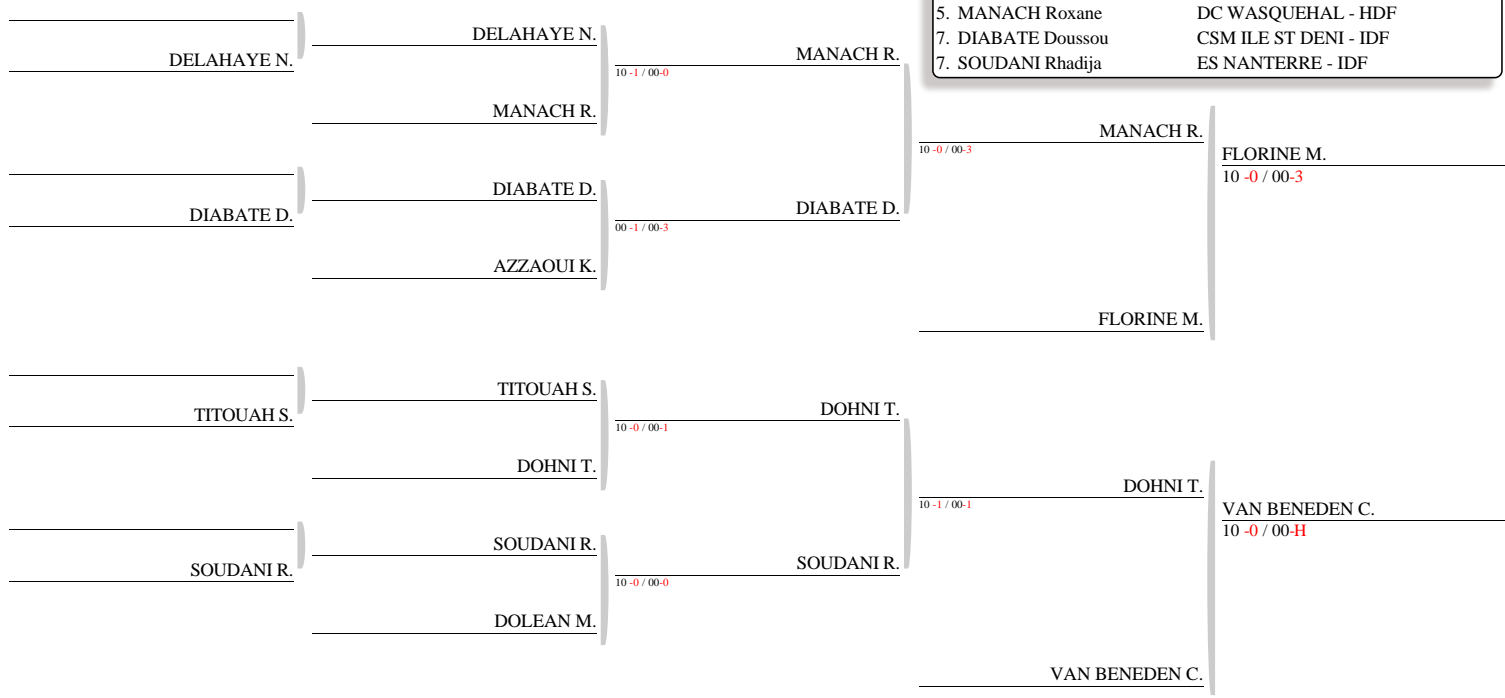 5. MANACH Roxane DC WASQUEHAL - HDF
7. DIABATE Doussou CSM ILE ST DENI - IDF
7. SOUDANI Rhadija ES NANTERRE - IDF
DELAHAYE N.
DELAHAYE N.
MANACH R.
10 -1 / 00-0
MANACH R.
MANACH R.
10 -0 / 00-3
FLORINE M.
10 -0 / 00-3
DIABATE D.
DIABATE D.
DIABATE D.
00 -1 / 00-3
AZZAOUI K.
FLORINE M.
TITOUAH S.
TITOUAH S.
DOHNI T.
10 -0 / 00-1
DOHNI T.
DOHNI T.
10 -1 / 00-1
VAN BENEDEN C.
10 -0 / 00-H
SOUDANI R.
SOUDANI R.
SOUDANI R.
10 -0 / 00-0
DOLEAN M.
VAN BENEDEN C.